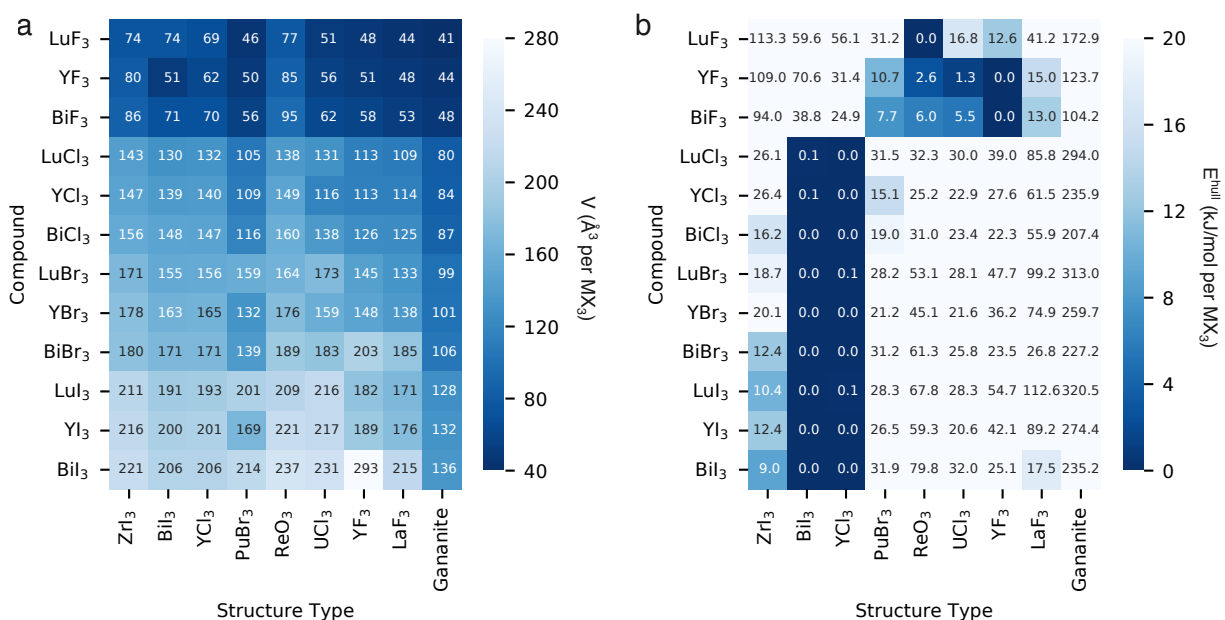 a
LuF₃ 74 74 69 46 77 51 48 44 41
YF₃ 80 51 62 50 85 56 51 48 44
BiF₃ 86 71 70 56 95 62 58 53 48
LuCl₃ 143 130 132 105 138 131 113 109 80
YCl₃ 147 139 140 109 149 116 113 114 84
BiCl₃ 156 148 147 116 160 138 126 125 87
LuBr₃ 171 155 156 159 164 173 145 133 99
YBr₃ 178 163 165 132 176 159 148 138 101
BiBr₃ 180 171 171 139 189 183 203 185 106
LuI₃ 211 191 193 201 209 216 182 171 128
YI₃ 216 200 201 169 221 217 189 176 132
BiI₃ 221 206 206 214 237 231 293 215 136
Compound
ZrI₃ BiI₃ YCl₃ PuBr₃ ReO₃ UCl₃ YF₃ LaF₃ Gananite
Structure Type
280
240
200
160
120
80
40
V (Å³ per MX₃)
b
LuF₃ 113.3 59.6 56.1 31.2 0.0 16.8 12.6 41.2 172.9
YF₃ 109.0 70.6 31.4 10.7 2.6 1.3 0.0 15.0 123.7
BiF₃ 94.0 38.8 24.9 7.7 6.0 5.5 0.0 13.0 104.2
LuCl₃ 26.1 0.1 0.0 31.5 32.3 30.0 39.0 85.8 294.0
YCl₃ 26.4 0.1 0.0 15.1 25.2 22.9 27.6 61.5 235.9
BiCl₃ 16.2 0.0 0.0 19.0 31.0 23.4 22.3 55.9 207.4
LuBr₃ 18.7 0.0 0.1 28.2 53.1 28.1 47.7 99.2 313.0
YBr₃ 20.1 0.0 0.0 21.2 45.1 21.6 36.2 74.9 259.7
BiBr₃ 12.4 0.0 0.0 31.2 61.3 25.8 23.5 26.8 227.2
LuI₃ 10.4 0.0 0.1 28.3 67.8 28.3 54.7 112.6 320.5
YI₃ 12.4 0.0 0.0 26.5 59.3 20.6 42.1 89.2 274.4
BiI₃ 9.0 0.0 0.0 31.9 79.8 32.0 25.1 17.5 235.2
Compound
ZrI₃ BiI₃ YCl₃ PuBr₃ ReO₃ UCl₃ YF₃ LaF₃ Gananite
Structure Type
20
16
12
8
4
0
Eʰᵘˡˡ (kJ/mol per MX₃)